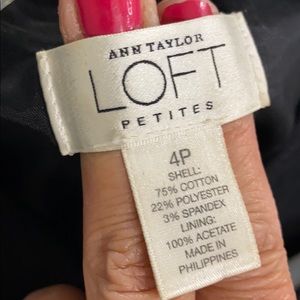 ANN TAYLOR
LOFT
PETITES
4P
SHELL:
75% COTTON
22% POLYESTER
3% SPANDEX
LINING:
100% ACETATE
MADE IN
PHILIPPINES